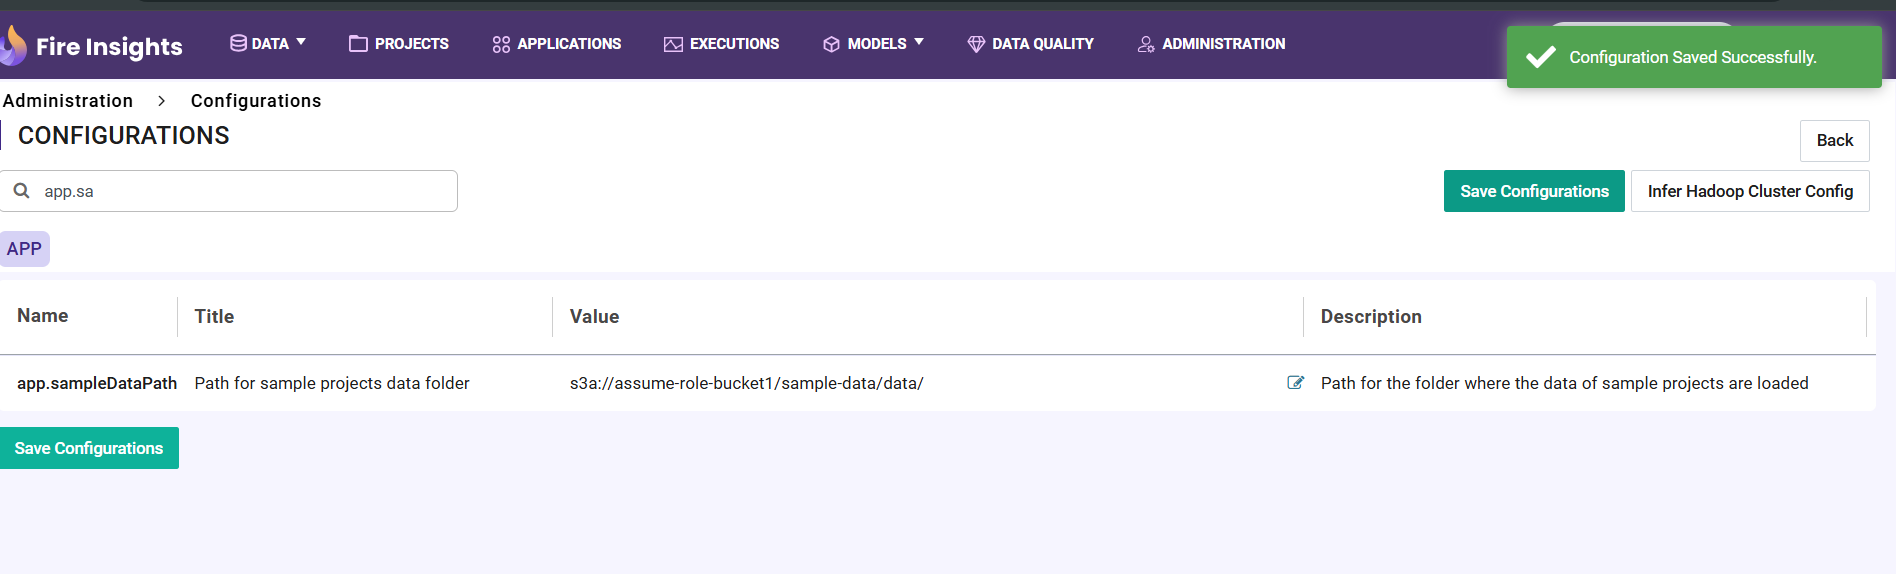 Fire Insights DATA PROJECTS APPLICATIONS EXECUTIONS MODELS DATA QUALITY ADMINISTRATION
Configuration Saved Successfully.
Administration > Configurations
CONFIGURATIONS
Back
app.sa
Save Configurations Infer Hadoop Cluster Config
APP
Name Title Value Description
app.sampleDataPath Path for sample projects data folder s3a://assume-role-bucket1/sample-data/data/ Path for the folder where the data of sample projects are loaded
Save Configurations